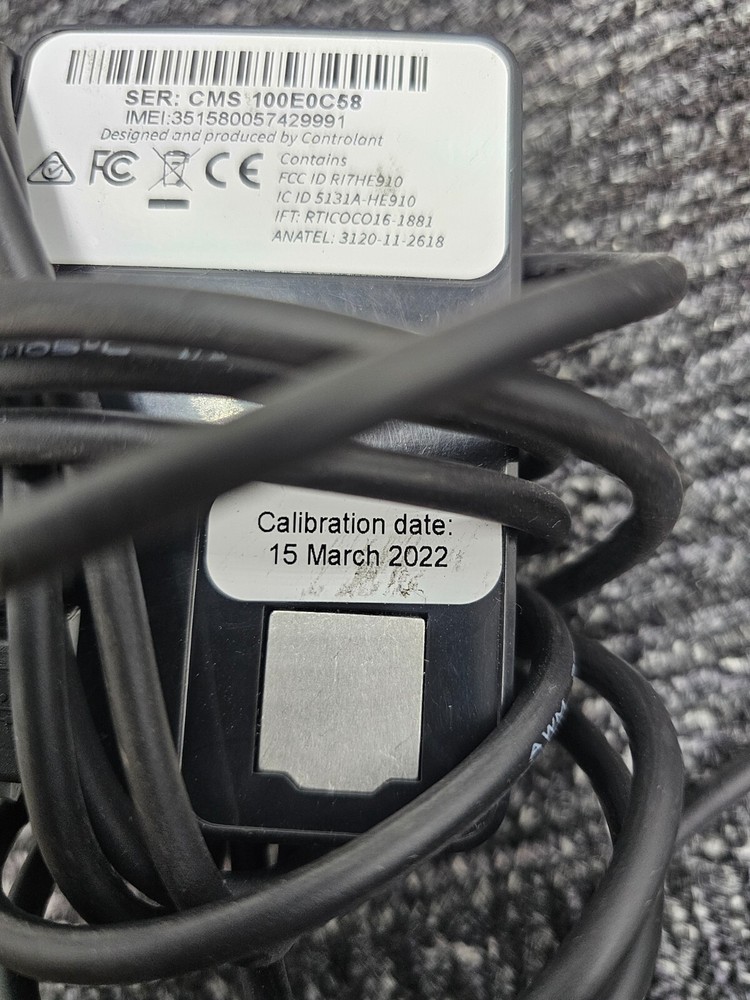 SER: CMS 100E0C58
IMEI:351580057429991
Designed and produced by Controlant
FC CE
Contains
FCC ID RI7HE910
IC ID 5131A-HE910
IFT: RTICOCO16-1881
ANATEL: 3120-11-2618
Calibration date:
15 March 2022
AWM